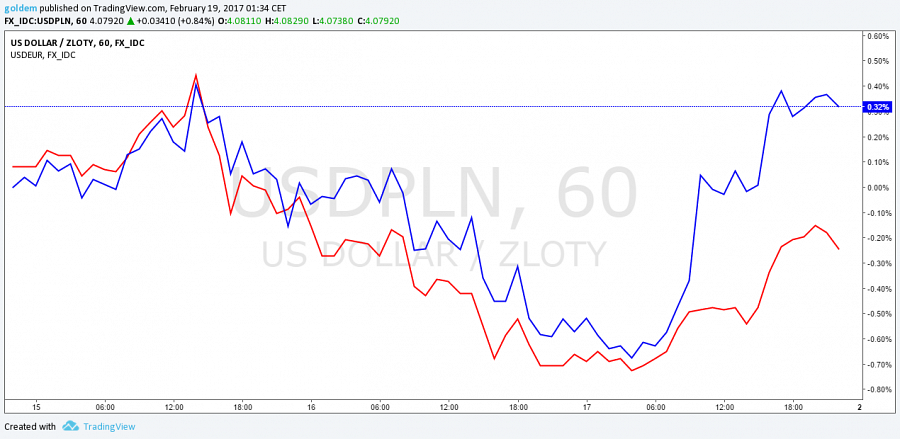 goldem published on TradingView.com, February 19, 2017 01:34 CET
FX_IDC:USDPLN, 60 4.07920 ▲ +0.03410 (+0.84%) O:4.08110 H:4.08290 L:4.07380 C:4.07920
US DOLLAR / ZLOTY, 60, FX_IDC
USDEUR, FX_IDC
USDPLN, 60
US DOLLAR / ZLOTY
0.60%
0.50%
0.40%
0.32%
0.30%
0.20%
0.10%
0.00%
-0.10%
-0.20%
-0.30%
-0.40%
-0.50%
-0.60%
-0.70%
-0.80%
15 06:00 12:00 18:00 16 06:00 12:00 18:00 17 06:00 12:00 18:00 2
Created with TradingView